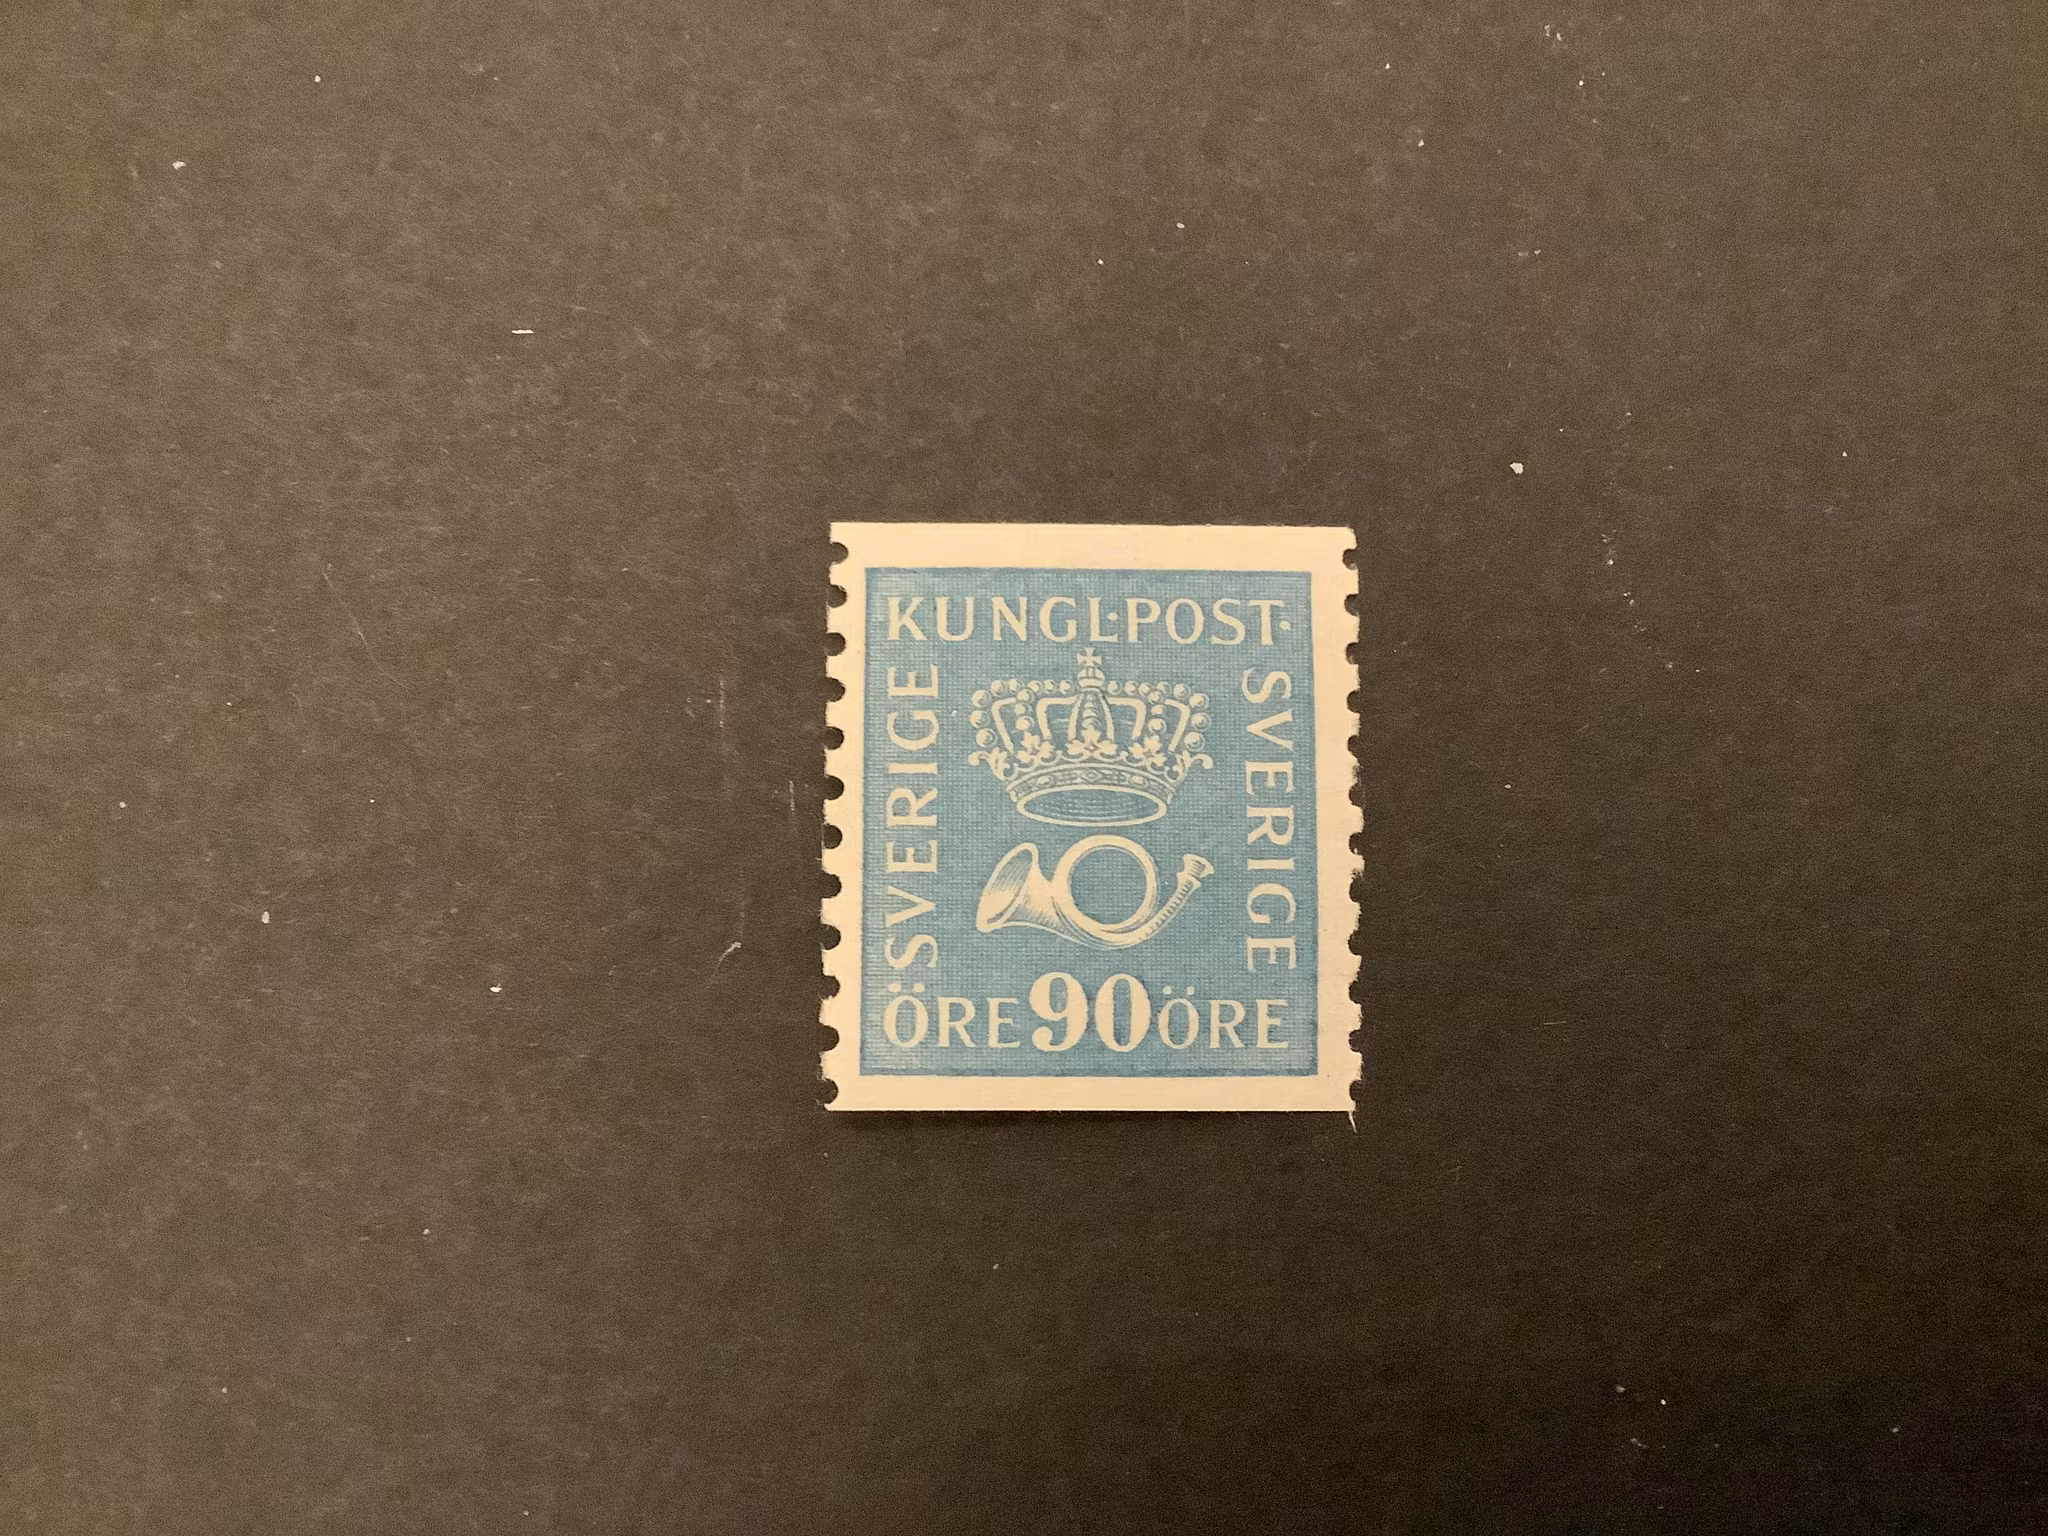 KUNGL·POST·
SVERIGE
SVERIGE
ÖRE 90 ÖRE